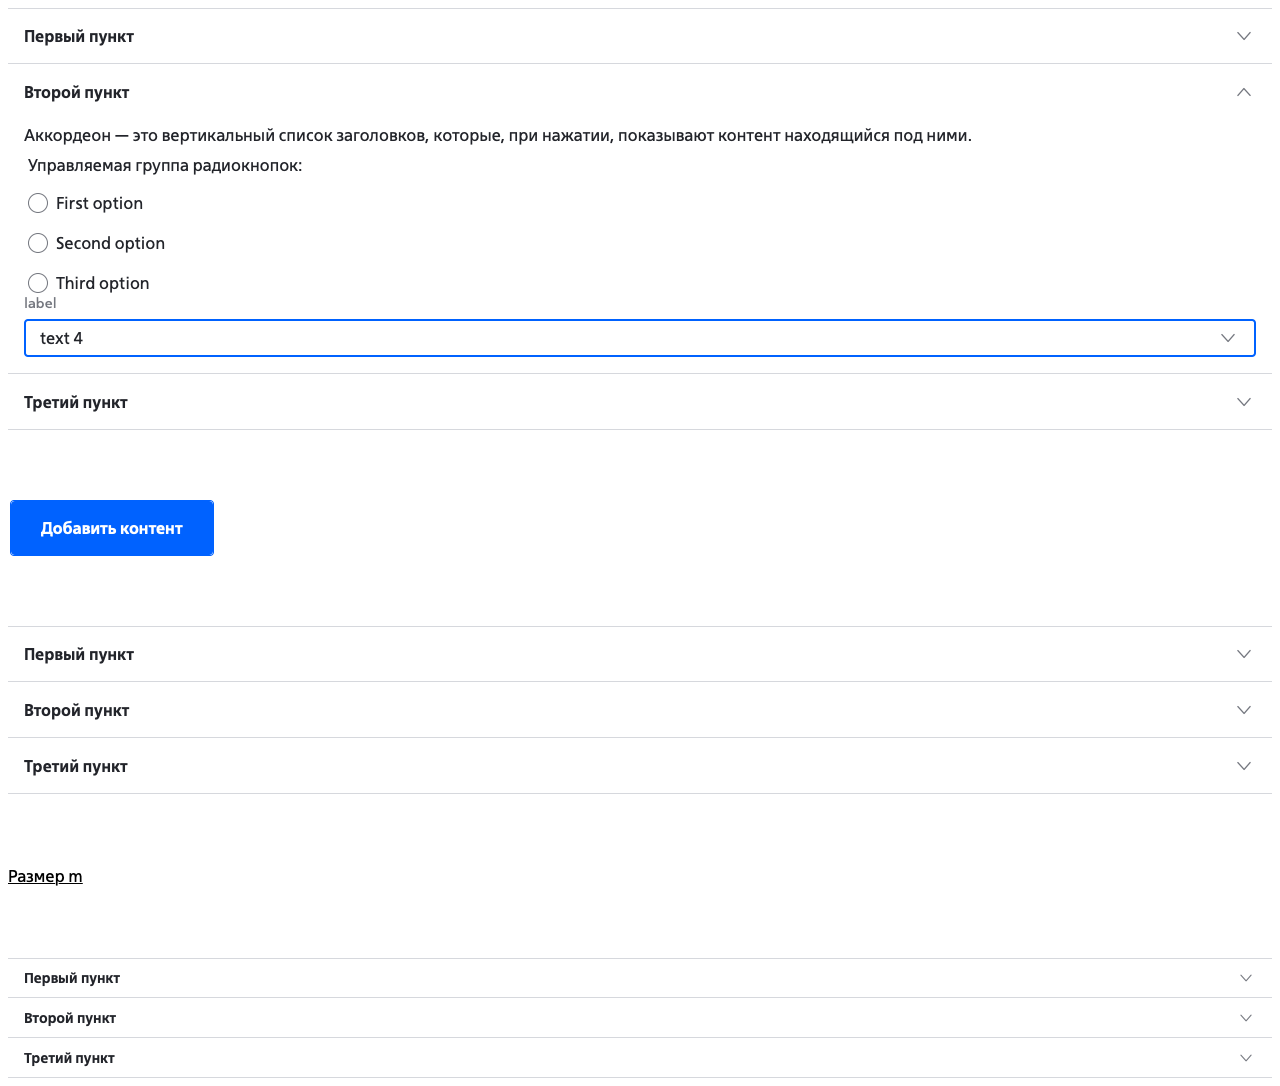 Первый пункт
Второй пункт
Аккордеон — это вертикальный список заголовков, которые, при нажатии, показывают контент находящийся под ними.
Управляемая группа радиокнопок:
First option
Second option
Third option
label
text 4
Третий пункт
Добавить контент
Первый пункт
Второй пункт
Третий пункт
Размер m
Первый пункт
Второй пункт
Третий пункт